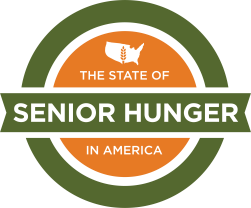 THE STATE OF
SENIOR HUNGER
IN AMERICA